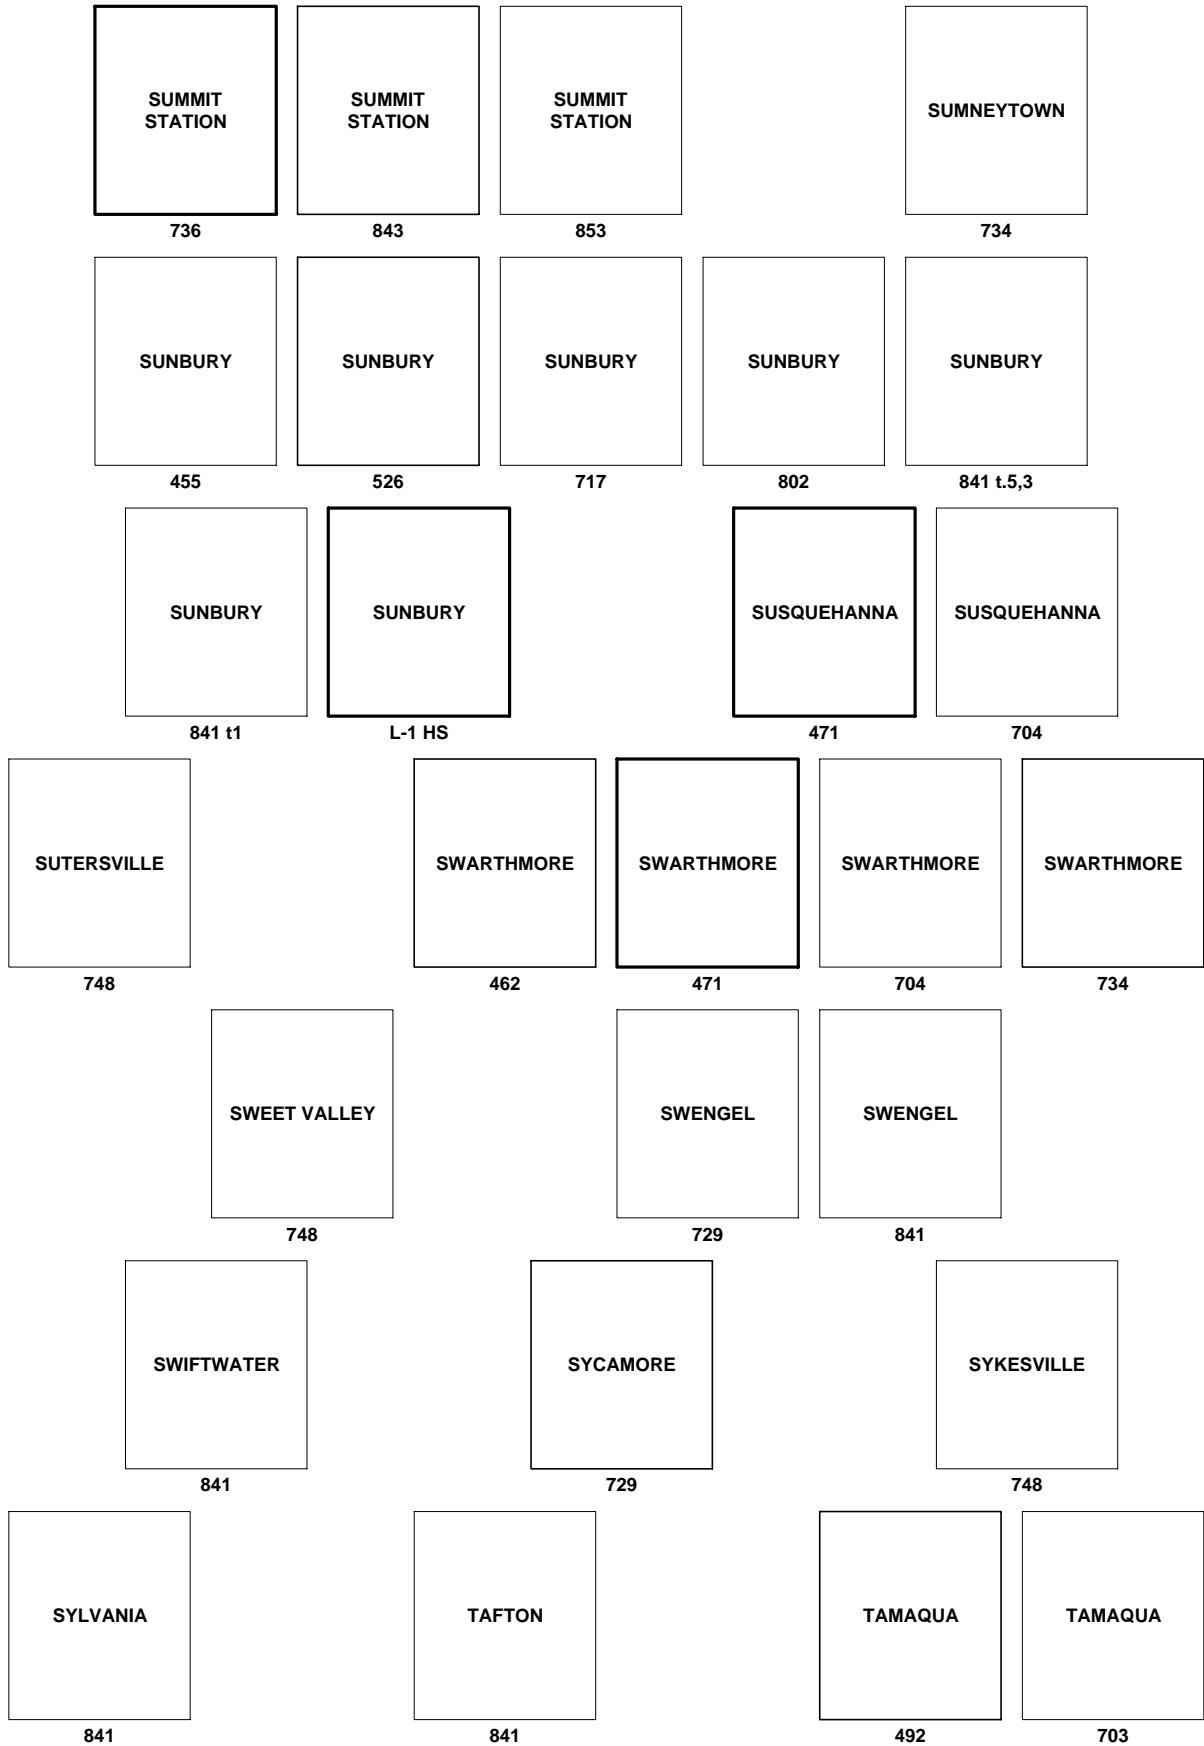 SUMMIT
STATION
736
SUMMIT
STATION
843
SUMMIT
STATION
853
SUMNEYTOWN
734
SUNBURY
455
SUNBURY
526
SUNBURY
717
SUNBURY
802
SUNBURY
841 t.5,3
SUNBURY
841 t1
SUNBURY
L-1 HS
SUSQUEHANNA
471
SUSQUEHANNA
704
SUTERSVILLE
748
SWARTHMORE
462
SWARTHMORE
471
SWARTHMORE
704
SWARTHMORE
734
SWEET VALLEY
748
SWENGEL
729
SWENGEL
841
SWIFTWATER
841
SYCAMORE
729
SYKESVILLE
748
SYLVANIA
841
TAFTON
841
TAMAQUA
492
TAMAQUA
703